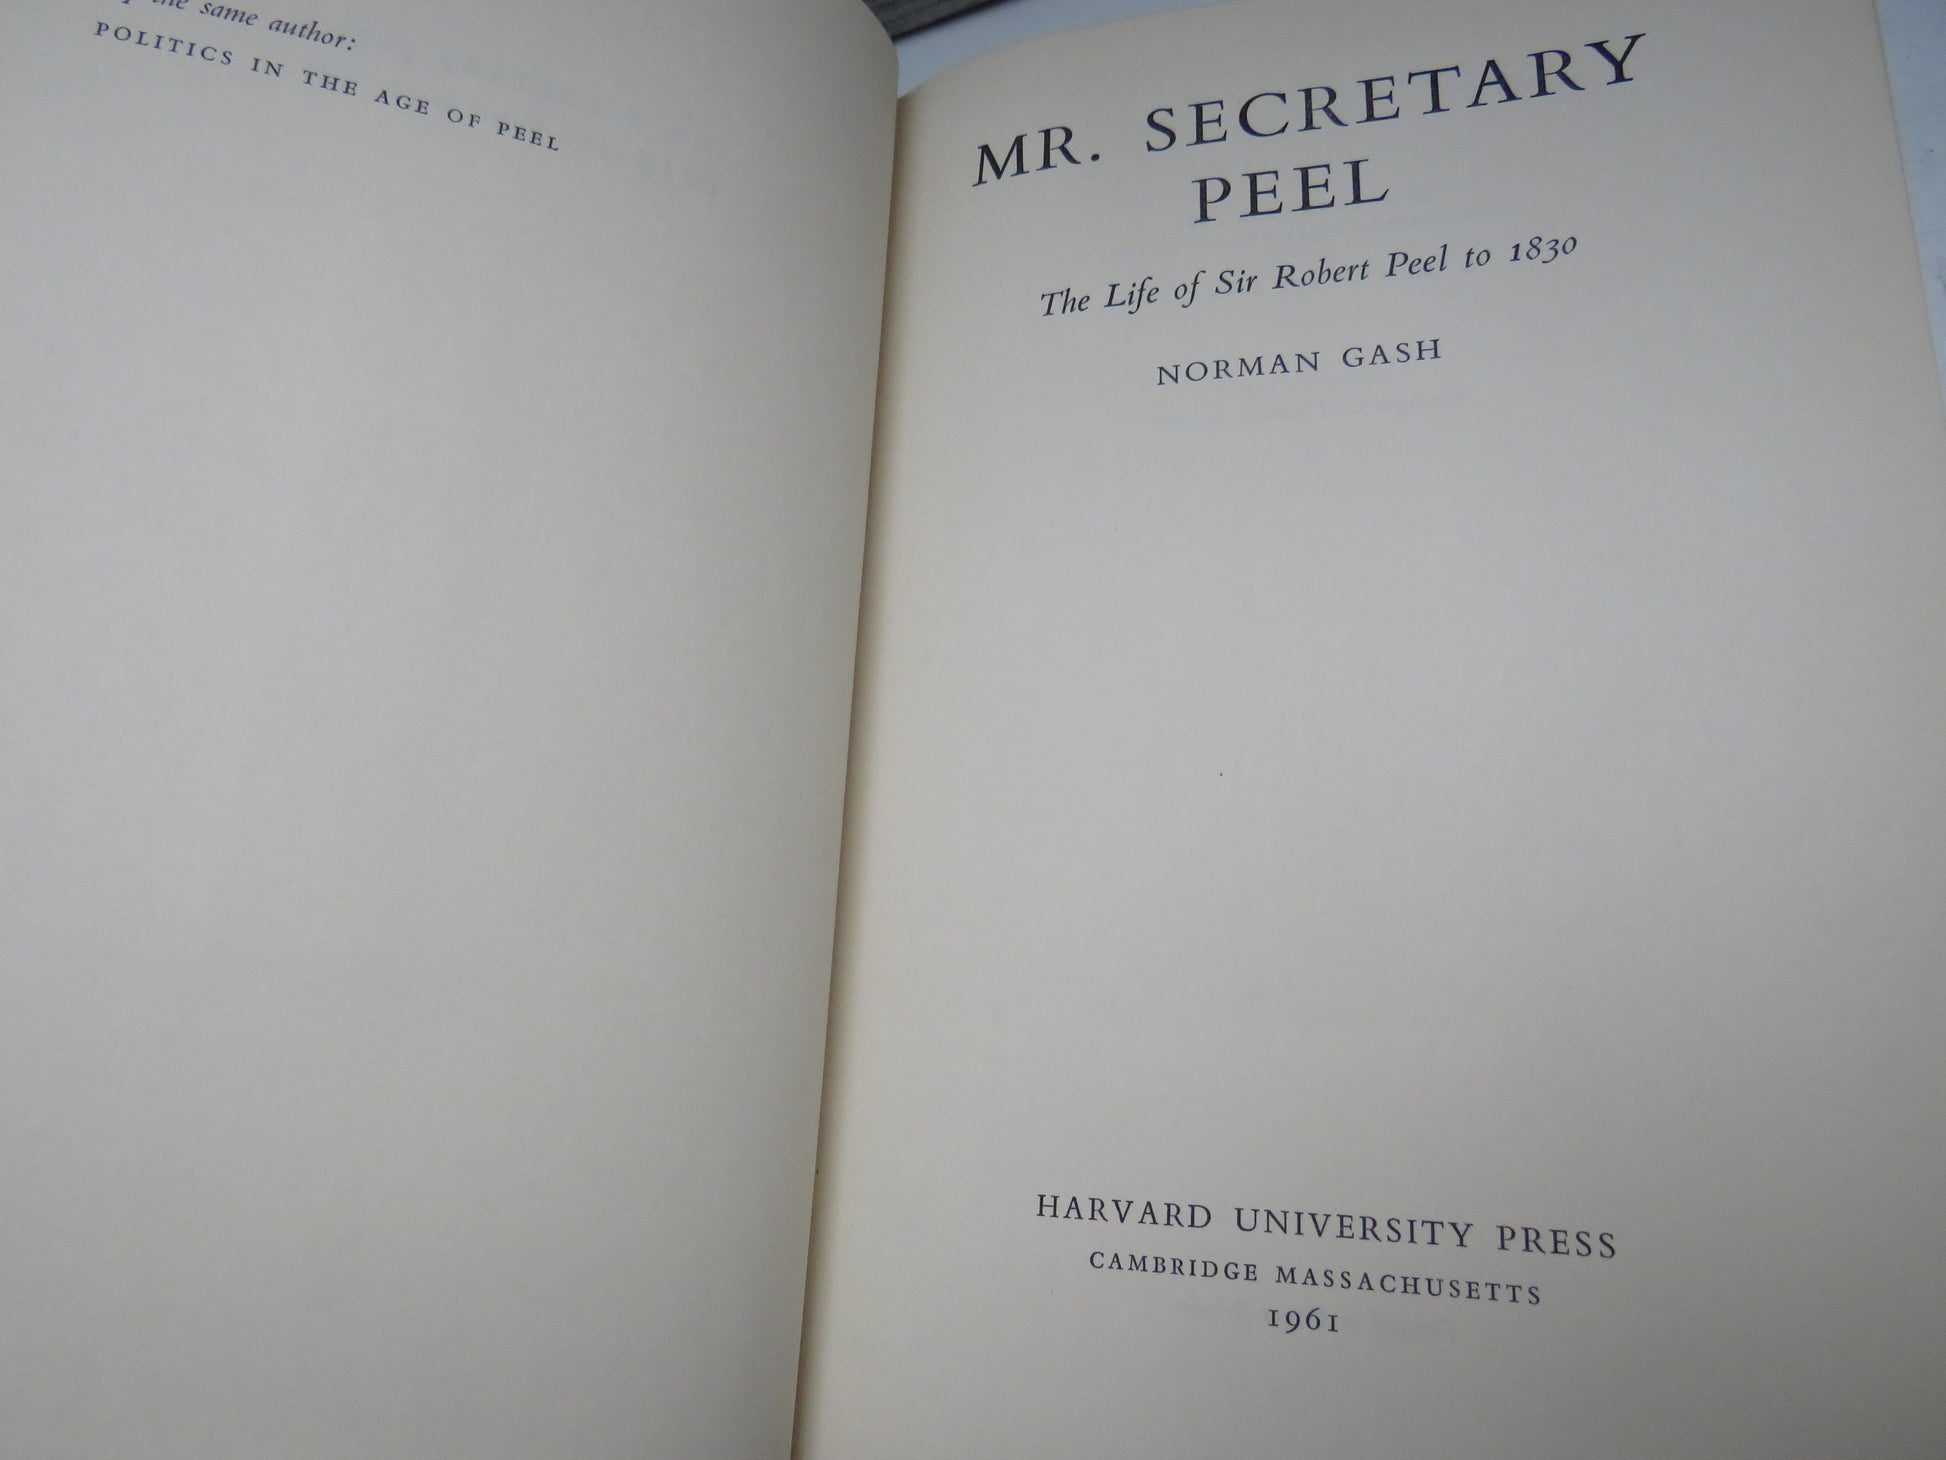 the same author:
POLITICS IN THE AGE OF PEEL
MR. SECRETARY
PEEL
The Life of Sir Robert Peel to 1830
NORMAN GASH
HARVARD UNIVERSITY PRESS
CAMBRIDGE MASSACHUSETTS
1961